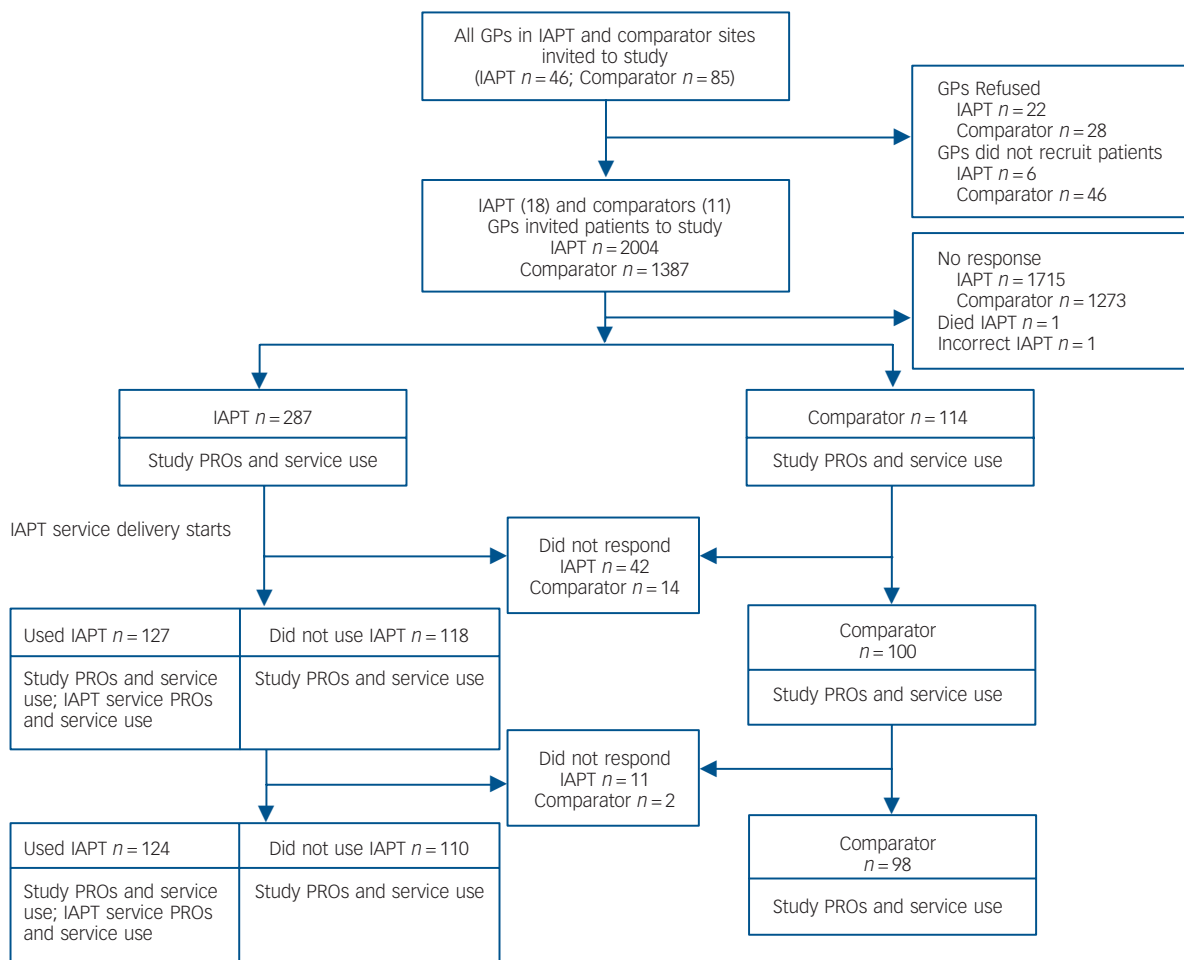 All GPs in IAPT and comparator sites
invited to study
(IAPT n = 46; Comparator n = 85)
GPs Refused
IAPT n = 22
Comparator n = 28
GPs did not recruit patients
IAPT n = 6
Comparator n = 46
IAPT (18) and comparators (11)
GPs invited patients to study
IAPT n = 2004
Comparator n = 1387
No response
IAPT n = 1715
Comparator n = 1273
Died IAPT n = 1
Incorrect IAPT n = 1
IAPT n = 287
Study PROs and service use
Comparator n = 114
Study PROs and service use
IAPT service delivery starts
Did not respond
IAPT n = 42
Comparator n = 14
Used IAPT n = 127
Study PROs and service
use; IAPT service PROs
and service use
Did not use IAPT n = 118
Study PROs and service use
Comparator
n = 100
Study PROs and service use
Did not respond
IAPT n = 11
Comparator n = 2
Used IAPT n = 124
Study PROs and service
use; IAPT service PROs
and service use
Did not use IAPT n = 110
Study PROs and service use
Comparator
n = 98
Study PROs and service use